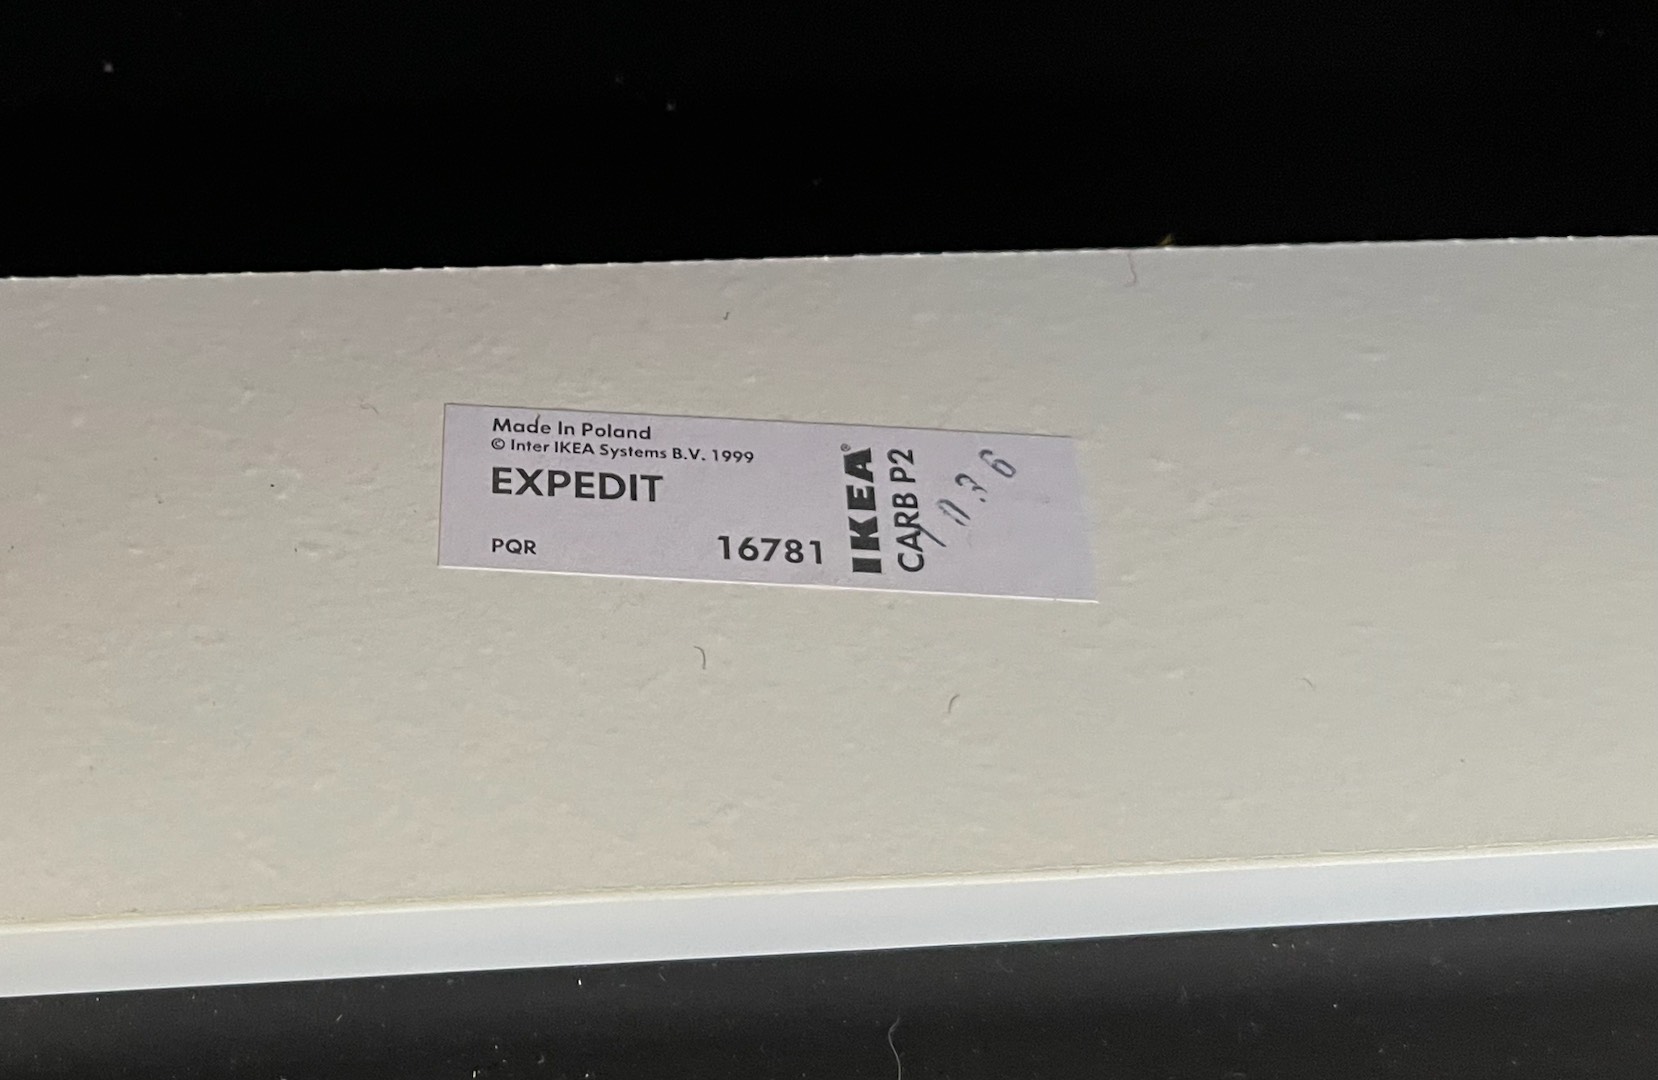 Made In Poland
© Inter IKEA Systems B.V. 1999
EXPEDIT
PQR
16781
IKEA®
CARB P2